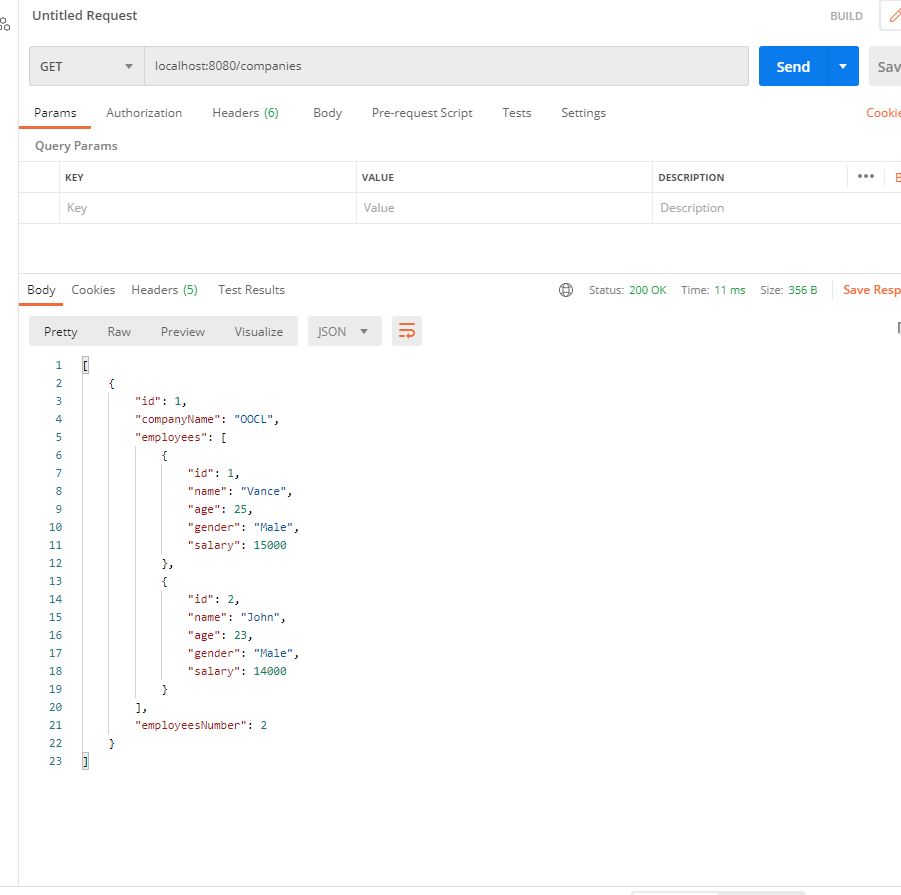 Untitled Request BUILD
GET localhost:8080/companies Send
Params Authorization Headers (6) Body Pre-request Script Tests Settings
Query Params
KEY VALUE DESCRIPTION •••
Key Value Description
Body Cookies Headers (5) Test Results Status: 200 OK Time: 11 ms Size: 356 B Save
Pretty Raw Preview Visualize JSON
1 [
2 {
3 "id": 1,
4 "companyName": "OOCL",
5 "employees": [
6 {
7 "id": 1,
8 "name": "Vance",
9 "age": 25,
10 "gender": "Male",
11 "salary": 15000
12 },
13 {
14 "id": 2,
15 "name": "John",
16 "age": 23,
17 "gender": "Male",
18 "salary": 14000
19 }
20 ],
21 "employeesNumber": 2
22 }
23 ]